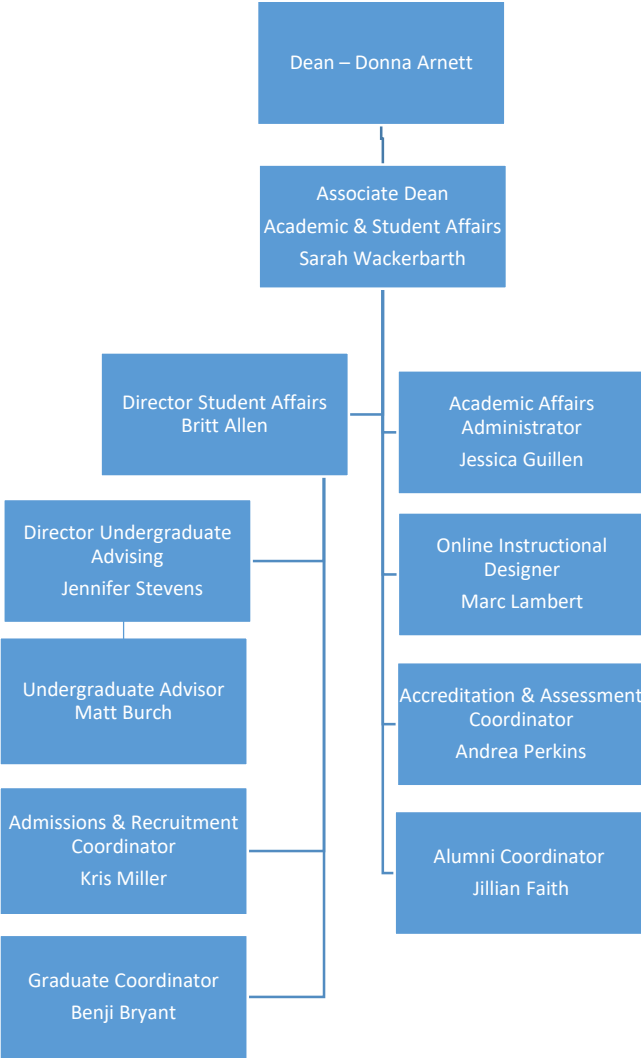 Dean – Donna Arnett
Associate Dean
Academic & Student Affairs
Sarah Wackerbarth
Director Student Affairs
Britt Allen
Academic Affairs
Administrator
Jessica Guillen
Director Undergraduate
Advising
Jennifer Stevens
Online Instructional
Designer
Marc Lambert
Undergraduate Advisor
Matt Burch
Accreditation & Assessment
Coordinator
Andrea Perkins
Admissions & Recruitment
Coordinator
Kris Miller
Alumni Coordinator
Jillian Faith
Graduate Coordinator
Benji Bryant